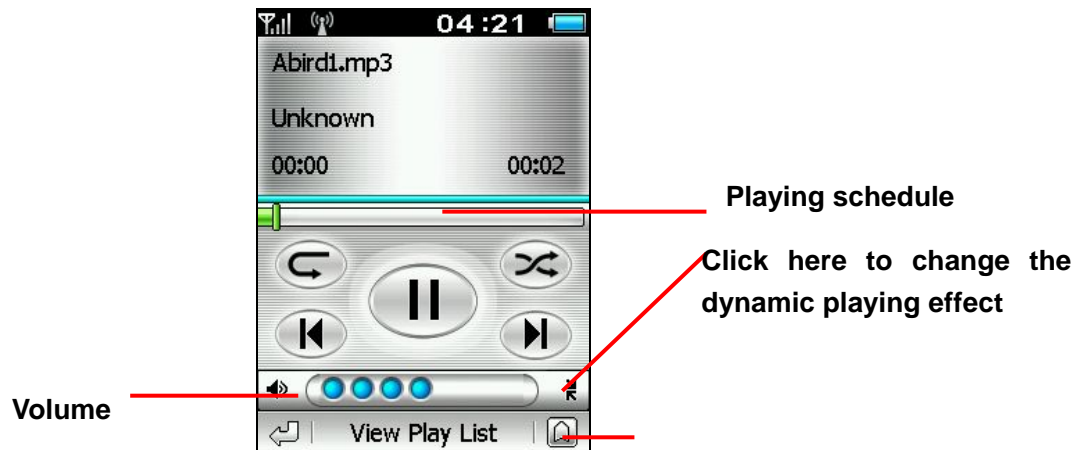 04:21
Abird1.mp3
Unknown
00:00 00:02
Playing schedule
Click here to change the
dynamic playing effect
Volume
View Play List